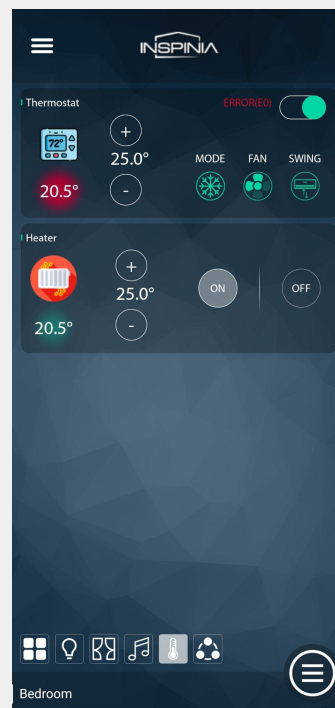 INSPINIA
Thermostat
ERROR(E0)
72°
+
25.0°
-
20.5°
MODE FAN SWING
Heater
+
25.0°
-
20.5°
ON
OFF
Bedroom